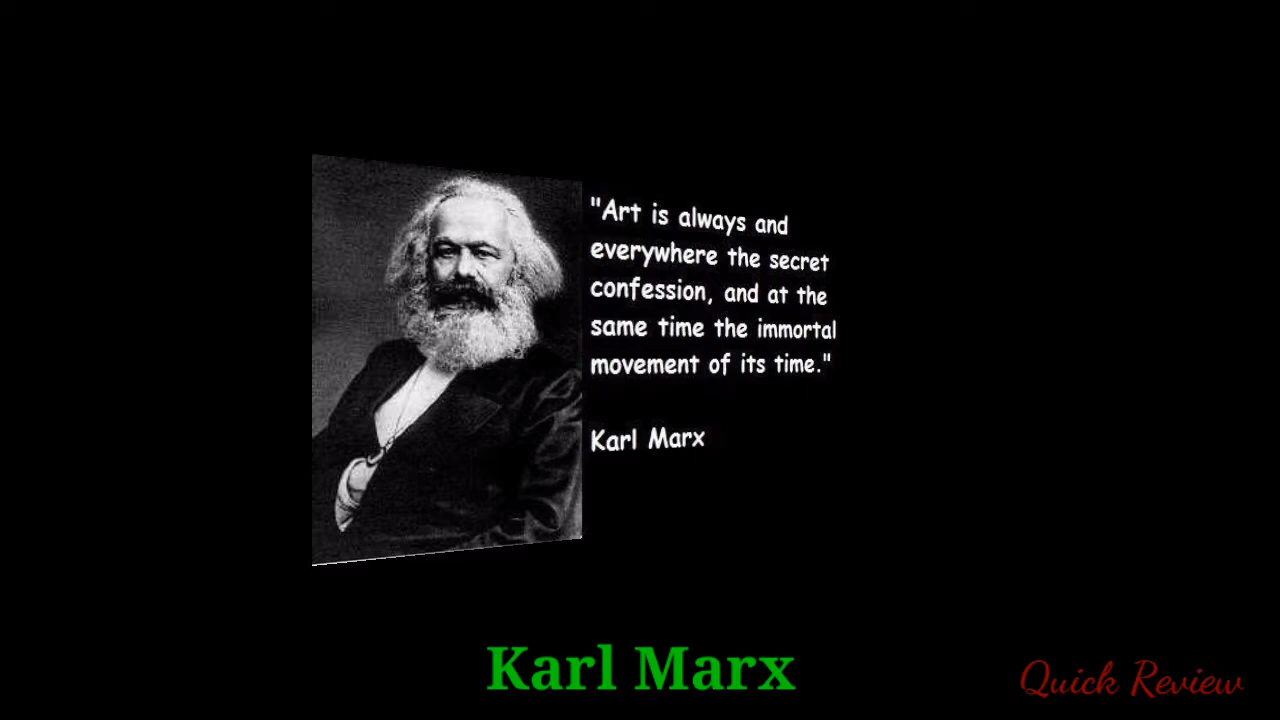 "Art is always and
everywhere the secret
confession, and at the
same time the immortal
movement of its time."
Karl Marx
Karl Marx
Quick Review